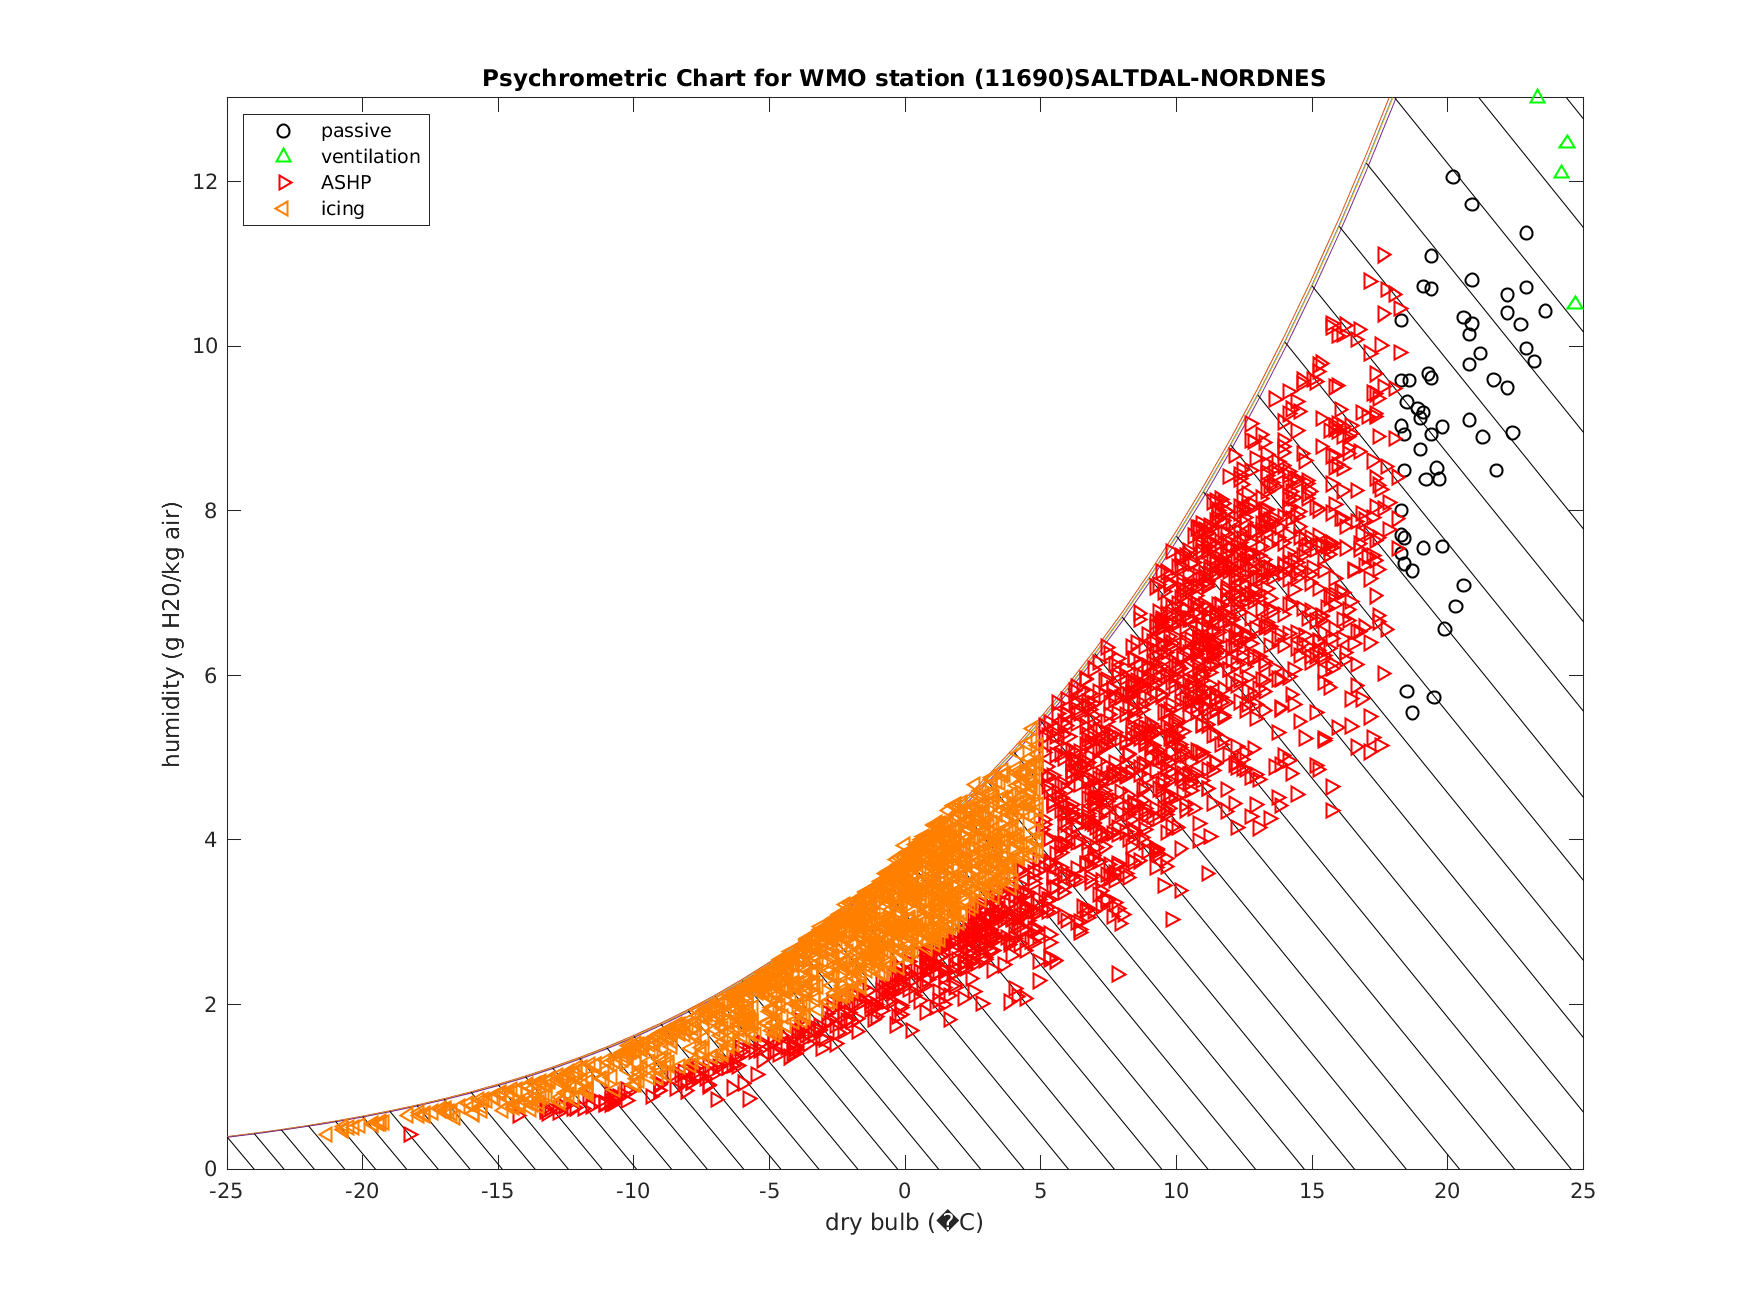 Psychrometric Chart for WMO station (11690)SALTDAL-NORDNES
passive
ventilation
ASHP
icing
12
10
8
6
4
2
0
humidity (g H20/kg air)
-25 -20 -15 -10 -5 0 5 10 15 20 25
dry bulb (�C)